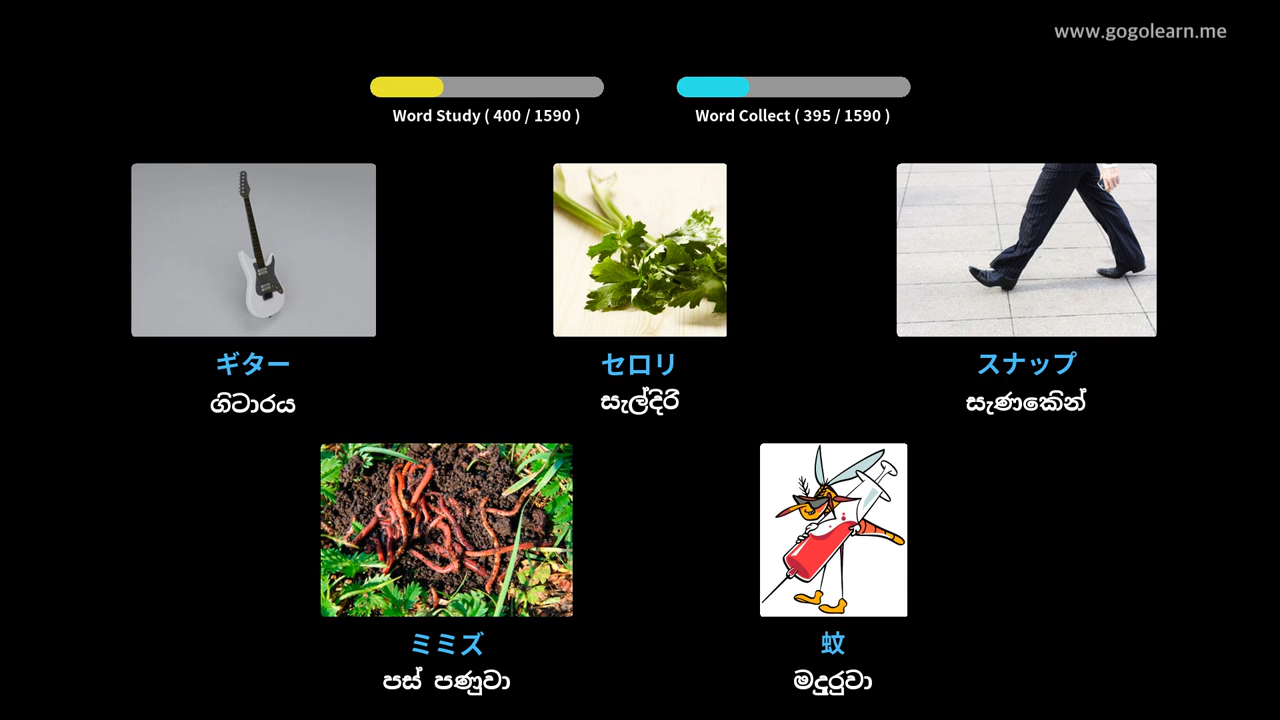 www.gogolearn.me
Word Study ( 400 / 1590 )
Word Collect ( 395 / 1590 )
ギター
セロリ
スナップ
ගිටාරය
සැල්දිරි
සැණකෙින්
ミミズ
蚊
පස් පණුවා
මදුරුවා